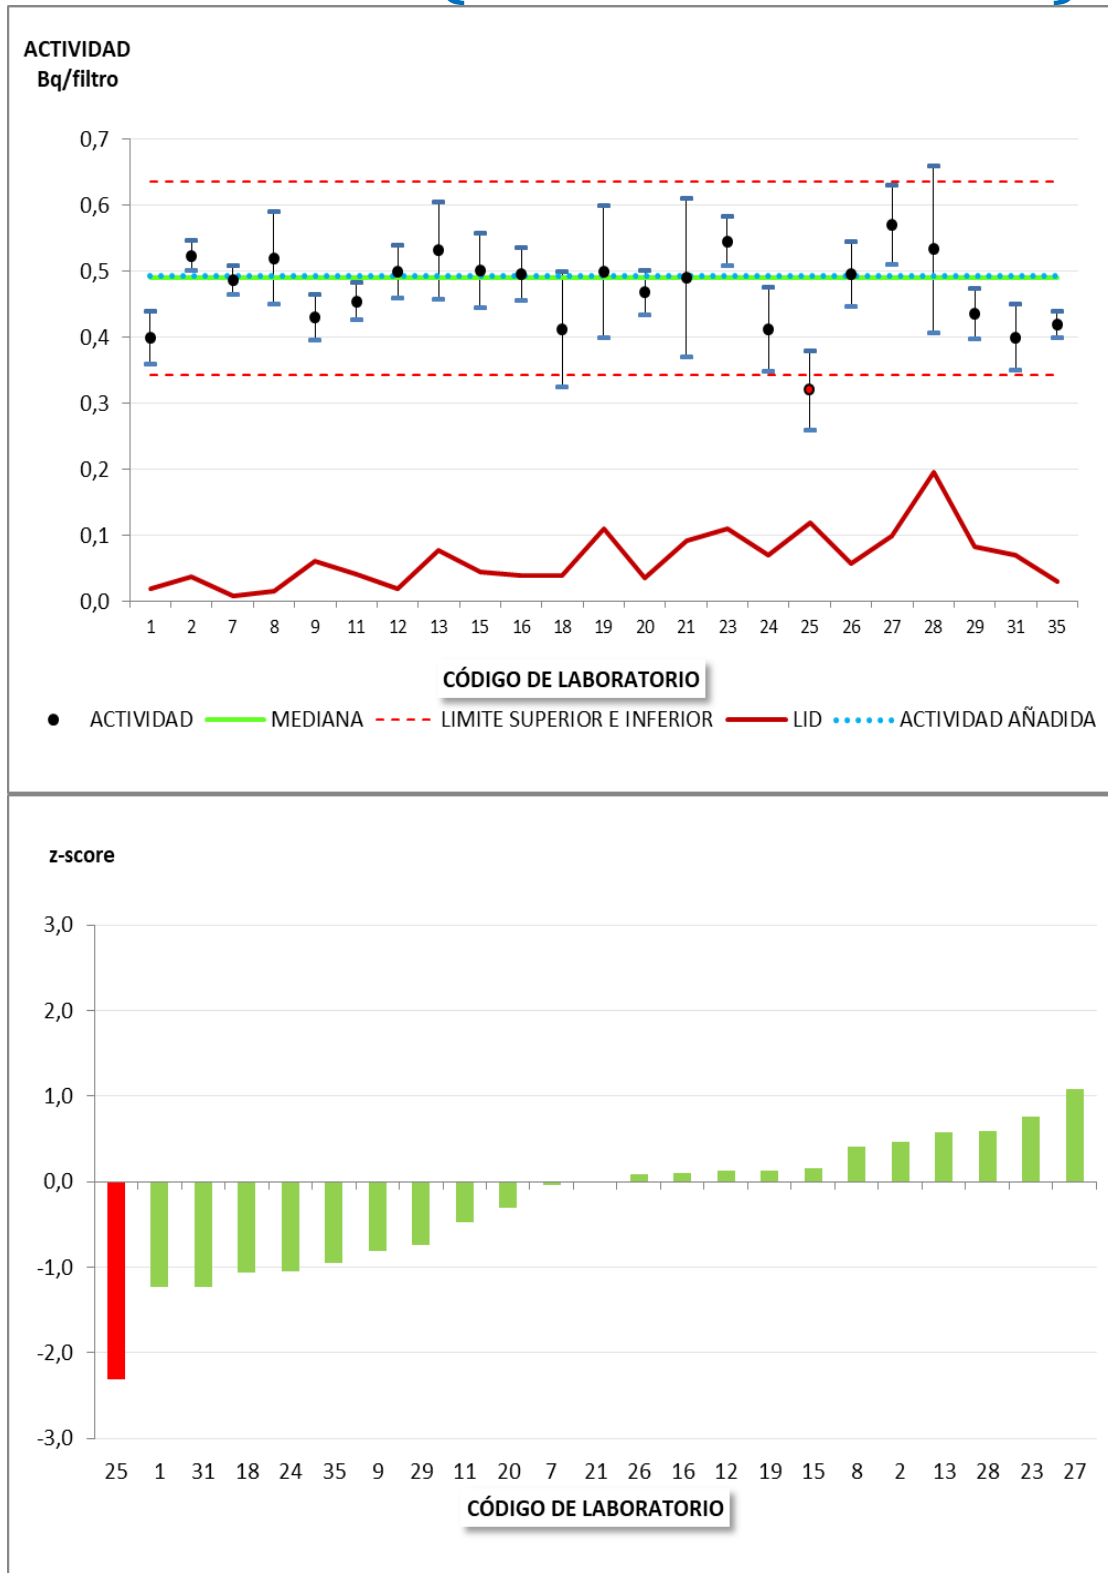 ACTIVIDAD
Bq/filtro
0,7
0,6
0,5
0,4
0,3
0,2
0,1
0,0
1 2 7 8 9 11 12 13 15 16 18 19 20 21 23 24 25 26 27 28 29 31 35
CÓDIGO DE LABORATORIO
ACTIVIDAD MEDIANA LIMITE SUPERIOR E INFERIOR LID ACTIVIDAD AÑADIDA
z-score
3,0
2,0
1,0
0,0
-1,0
-2,0
-3,0
25 1 31 18 24 35 9 29 11 20 7 21 26 16 12 19 15 8 2 13 28 23 27
CÓDIGO DE LABORATORIO